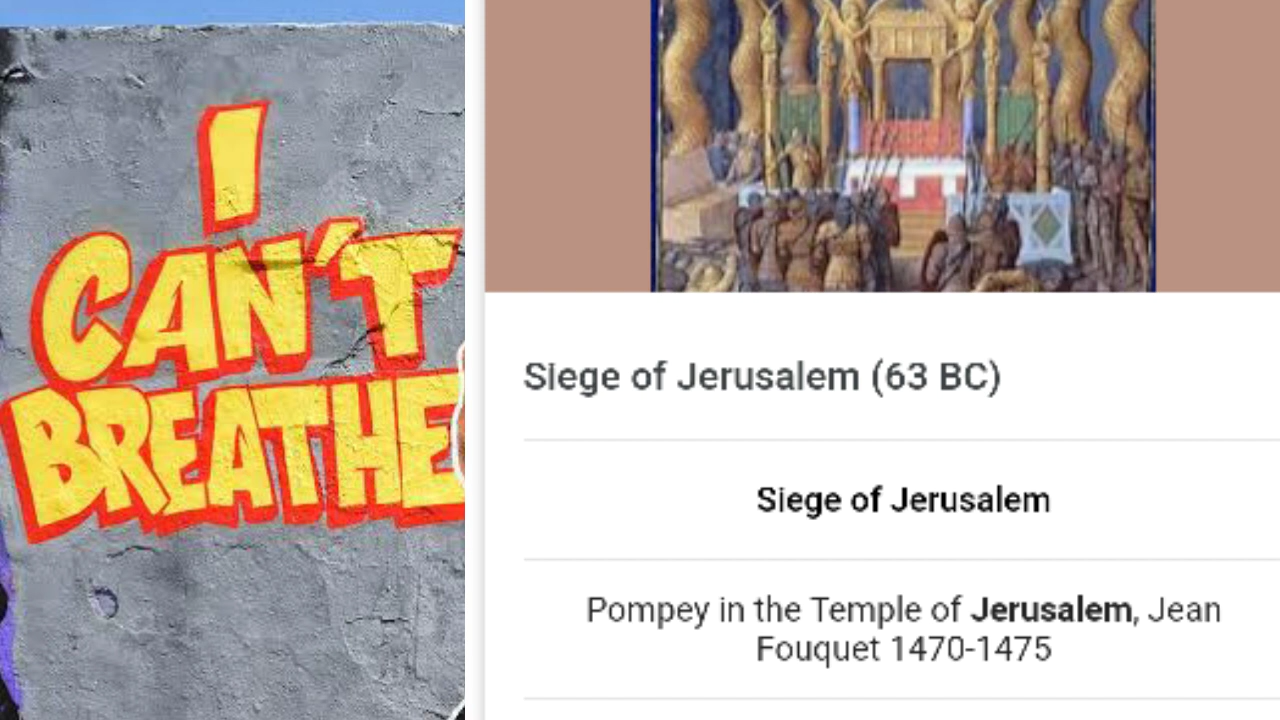 I
CAN'T
BREATHE
Siege of Jerusalem (63 BC)
Siege of Jerusalem
Pompey in the Temple of Jerusalem, Jean
Fouquet 1470-1475